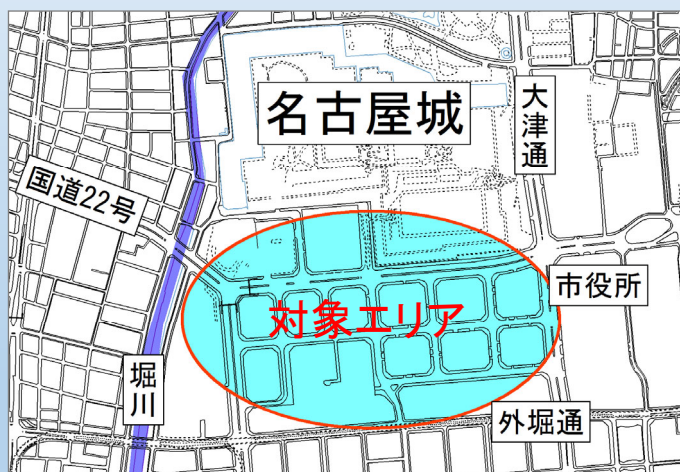 名古屋城
大津通
国道22号
対象エリア
市役所
堀川
外堀通